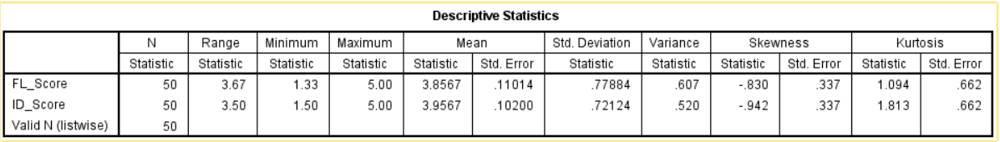 Descriptive Statistics
N Range Minimum Maximum Mean Std. Deviation Variance Skewness Kurtosis
Statistic Statistic Statistic Statistic Statistic Std. Error Statistic Statistic Statistic Std. Error Statistic Std. Error
FL_Score 50 3.67 1.33 5.00 3.8567 .11014 .77884 .607 -.830 .337 1.094 .662
ID_Score 50 3.50 1.50 5.00 3.9567 .10200 .72124 .520 -.942 .337 1.813 .662
Valid N (listwise) 50